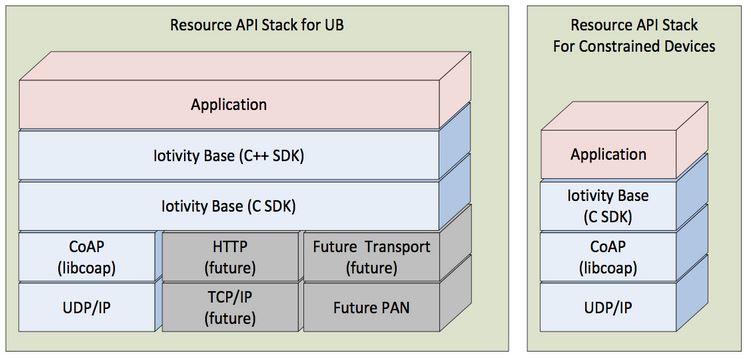 Resource API Stack for UB
Application
Iotivity Base (C++ SDK)
Iotivity Base (C SDK)
CoAP
(libcoap)
HTTP
(future)
Future Transport
(future)
UDP/IP
TCP/IP
(future)
Future PAN
Resource API Stack
For Constrained Devices
Application
Iotivity Base
(C SDK)
CoAP
(libcoap)
UDP/IP